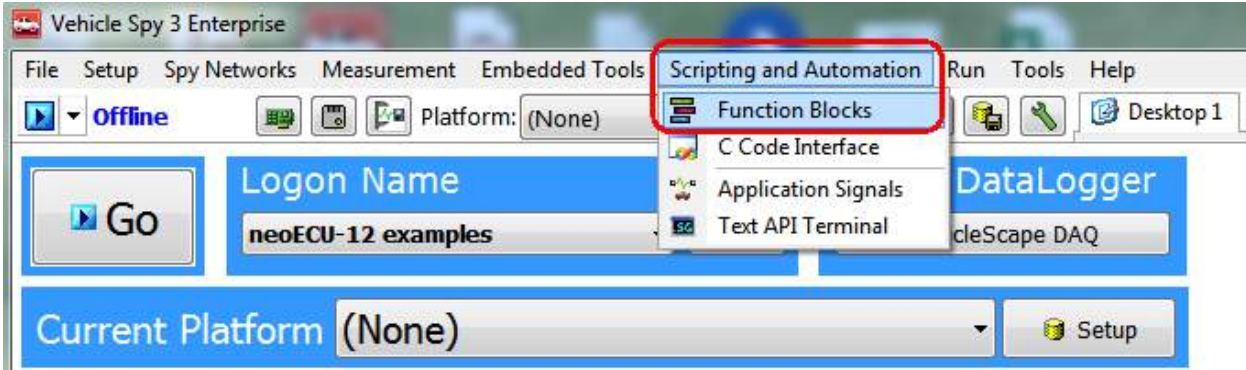 Vehicle Spy 3 Enterprise
File Setup Spy Networks Measurement Embedded Tools Scripting and Automation Run Tools Help
Offline Platform: (None) Desktop 1
Function Blocks
C Code Interface
Application Signals
Text API Terminal
Logon Name DataLogger
Go
neoECU-12 examples cleScape DAQ
Current Platform (None) Setup